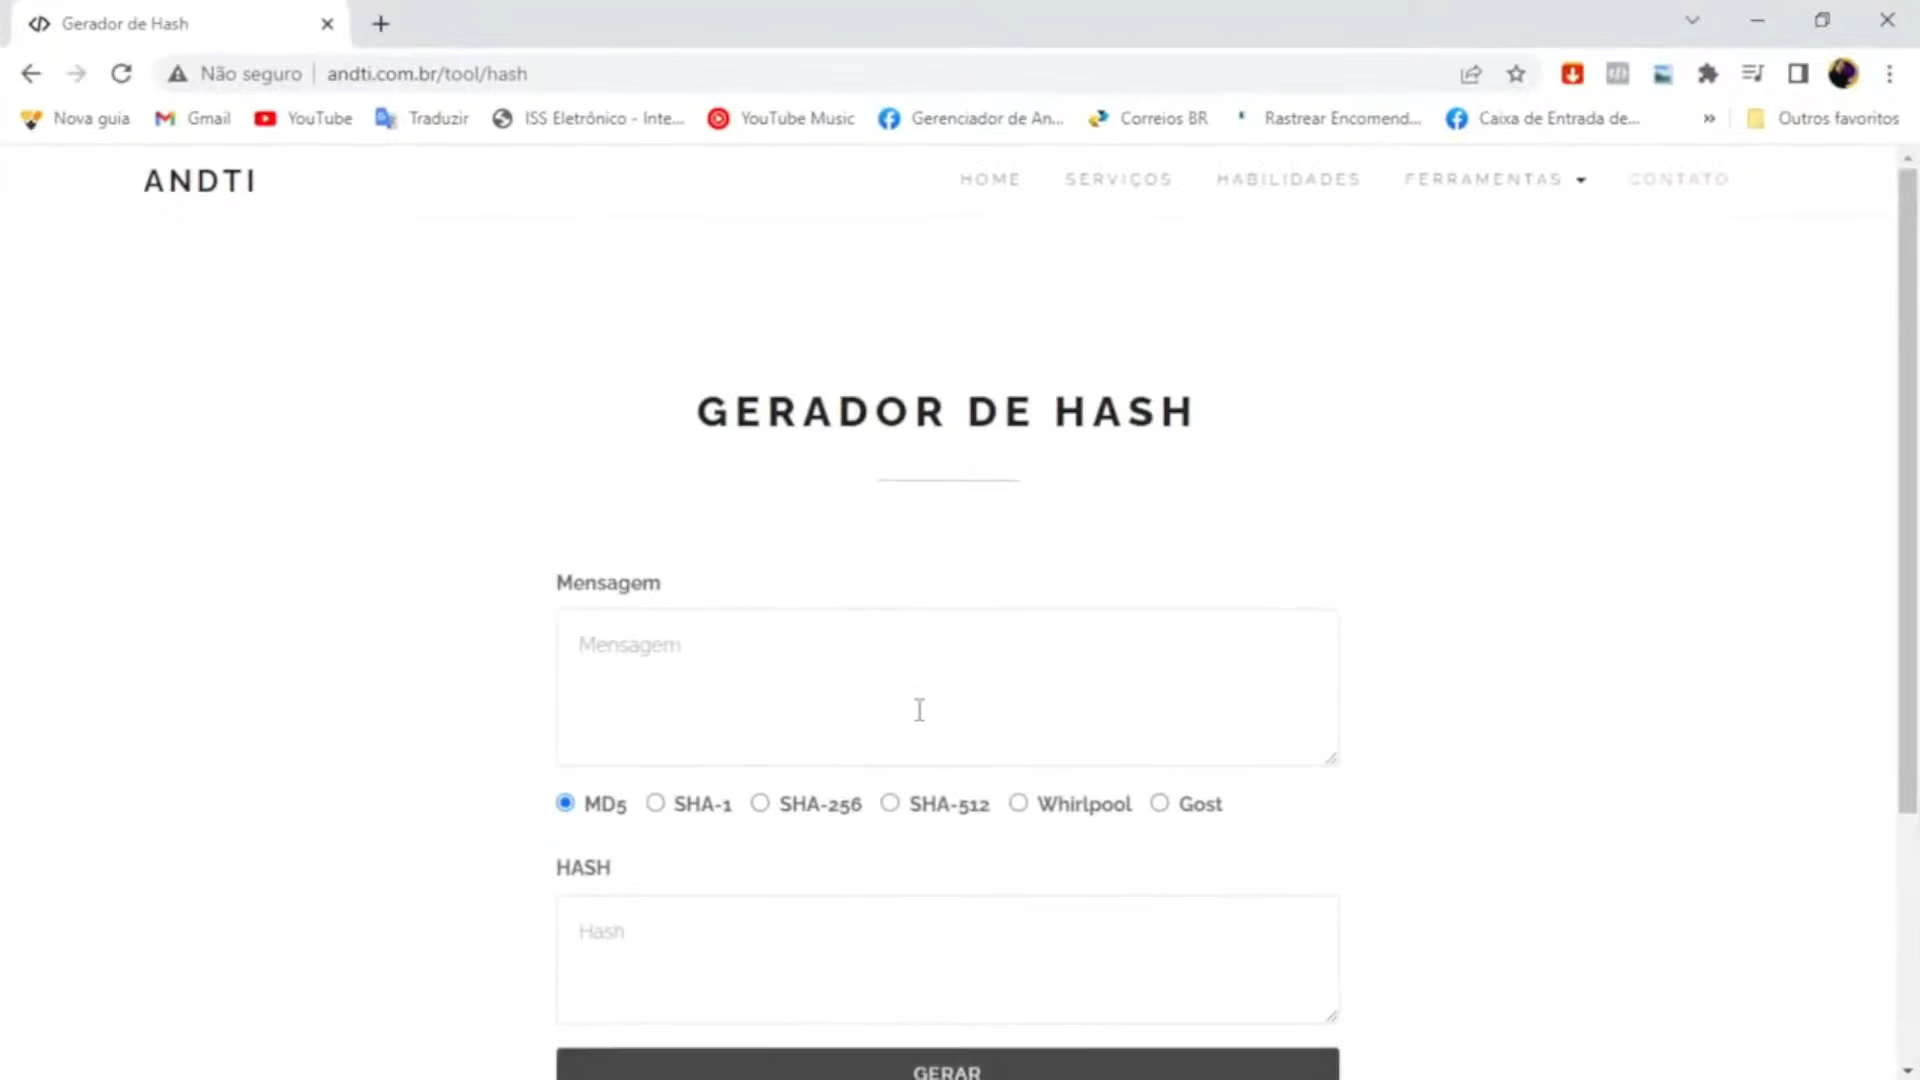 Gerador de Hash
Não seguro andti.com.br/tool/hash
Nova guia Gmail YouTube Traduzir ISS Eletrônico - Inte... YouTube Music Gerenciador de An... Correios BR Rastrear Encomend... Caixa de Entrada de... » Outros favoritos
ANDTI HOME SERVIÇOS HABILIDADES FERRAMENTAS CONTATO
GERADOR DE HASH
Mensagem
Mensagem
MD5 SHA-1 SHA-256 SHA-512 Whirlpool Gost
HASH
Hash
GERAR